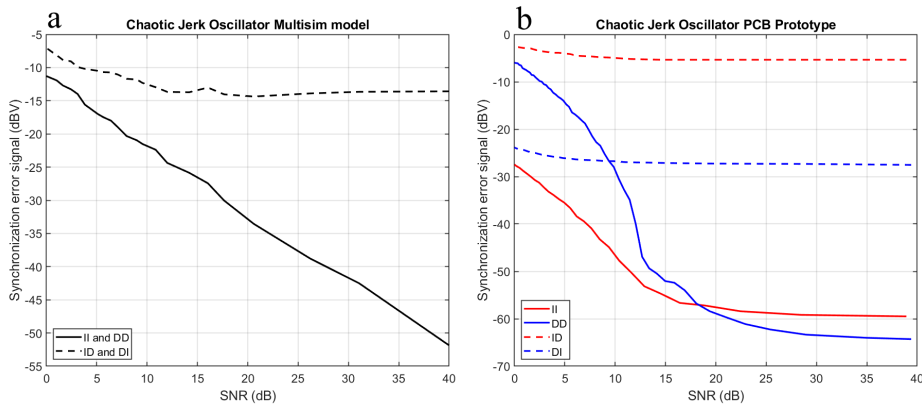 a
Chaotic Jerk Oscillator Multisim model
-5
-10
-15
-20
-25
-30
-35
-40
-45
-50
-55
Synchronization error signal (dBV)
II and DD
ID and DI
0 5 10 15 20 25 30 35 40
SNR (dB)
b
Chaotic Jerk Oscillator PCB Prototype
0
-10
-20
-30
-40
-50
-60
-70
Synchronization error signal (dBV)
II
DD
ID
DI
0 5 10 15 20 25 30 35 40
SNR (dB)